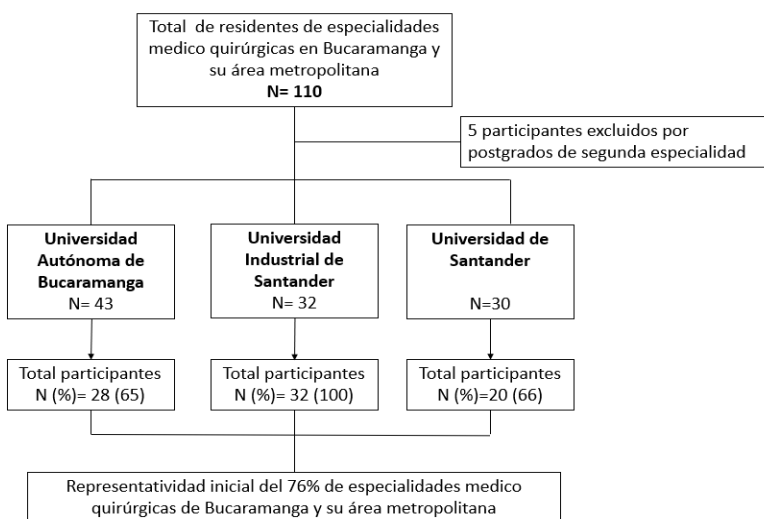 Total de residentes de especialidades
medico quirúrgicas en Bucaramanga y
su área metropolitana
N= 110
5 participantes excluidos por
postgrados de segunda especialidad
Universidad
Autónoma de
Bucaramanga
N= 43
Universidad
Industrial de
Santander
N= 32
Universidad de
Santander
N=30
Total participantes
N (%)= 28 (65)
Total participantes
N (%)= 32 (100)
Total participantes
N (%)=20 (66)
Representatividad inicial del 76% de especialidades medico
quirúrgicas de Bucaramanga y su área metropolitana